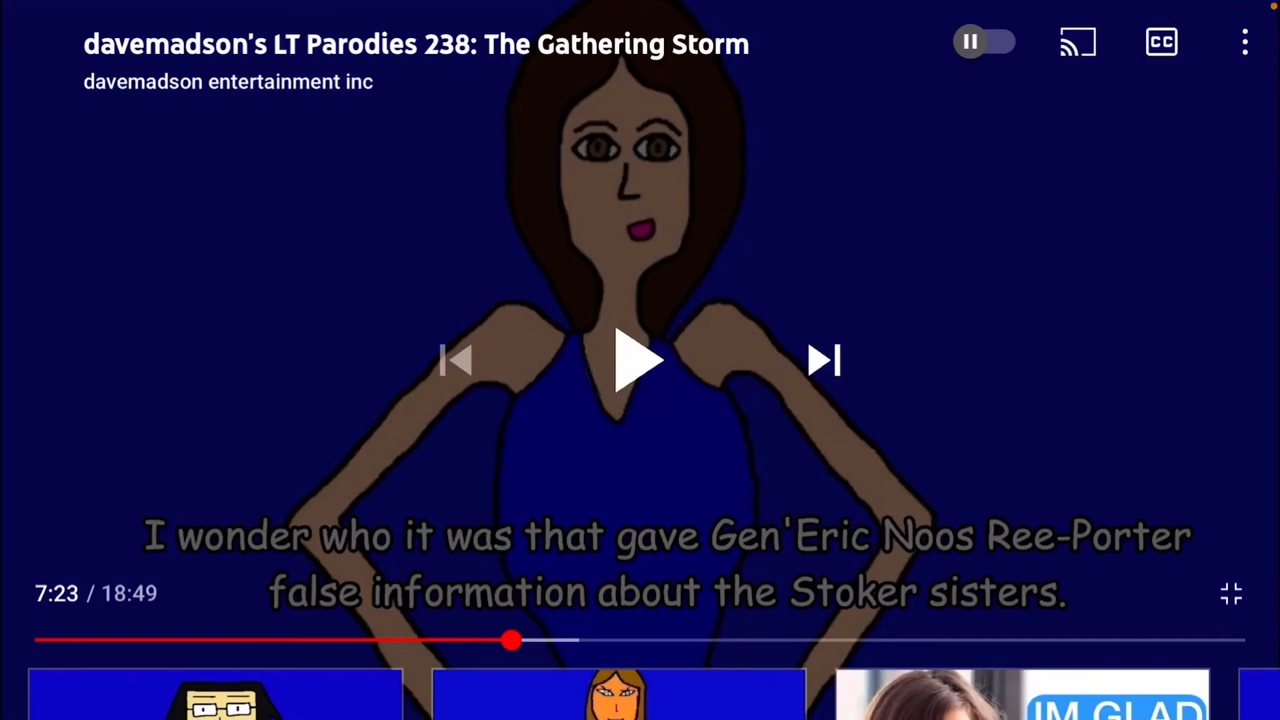 davemadson's LT Parodies 238: The Gathering Storm
davemadson entertainment inc
CC
I wonder who it was that gave Gen'Eric Noos Ree-Porter
false information about the Stoker sisters.
7:23 / 18:49
IM GLAD